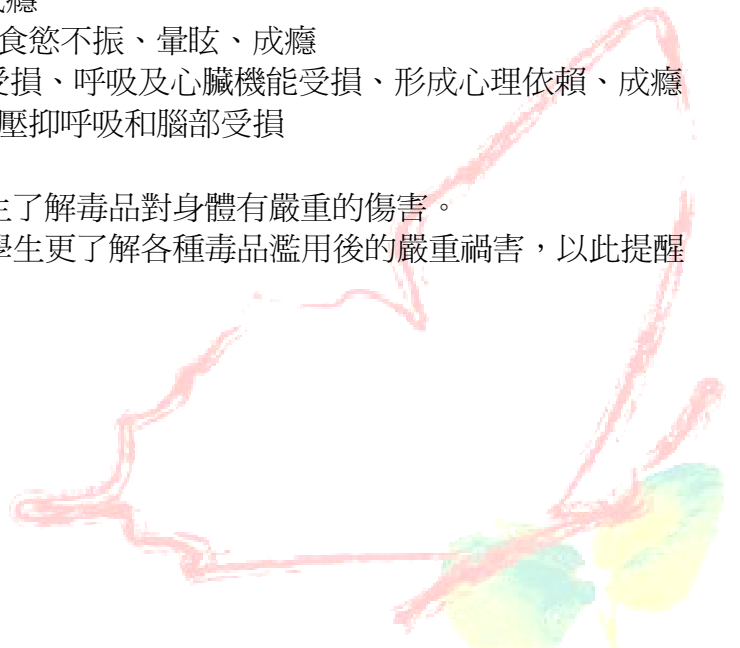 癮
食慾不振、暈眩、成癮
受損、呼吸及心臟機能受損、形成心理依賴、成癮
壓抑呼吸和腦部受損
生了解毒品對身體有嚴重的傷害。
學生更了解各種毒品濫用後的嚴重禍害，以此提醒